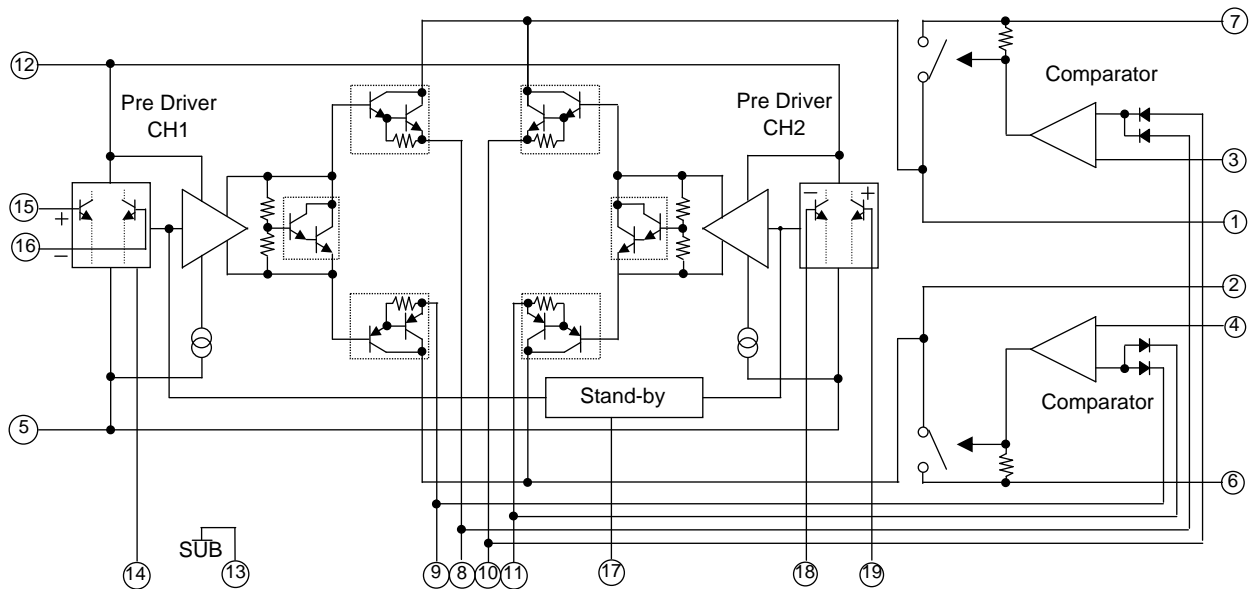 7
12
Comparator
Pre Driver
CH1
Pre Driver
CH2
3
15
+
16
−
− +
1
2
4
Stand-by
Comparator
5
6
SUB
14
13
9
8
10
11
17
18
19